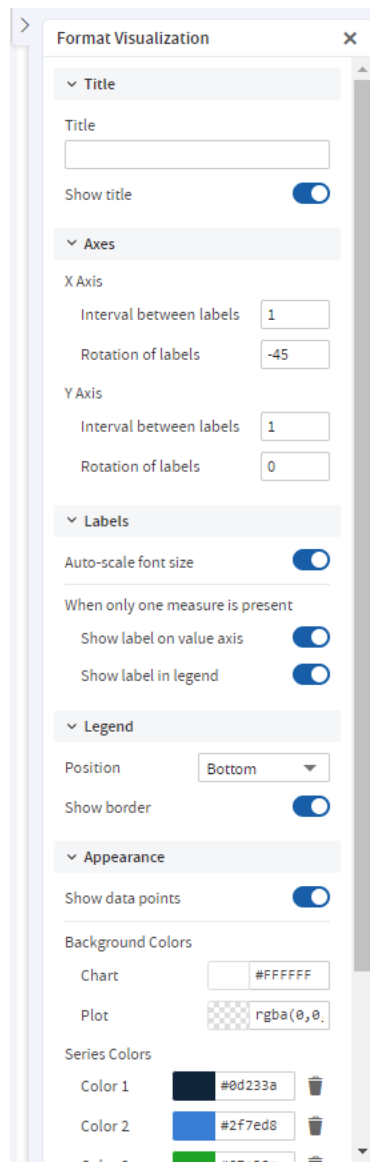 Format Visualization
Title
Title
Show title
Axes
X Axis
Interval between labels 1
Rotation of labels -45
Y Axis
Interval between labels 1
Rotation of labels 0
Labels
Auto-scale font size
When only one measure is present
Show label on value axis
Show label in legend
Legend
Position Bottom
Show border
Appearance
Show data points
Background Colors
Chart #FFFFFF
Plot rgba(0,0,
Series Colors
Color 1 #0d233a
Color 2 #2f7ed8